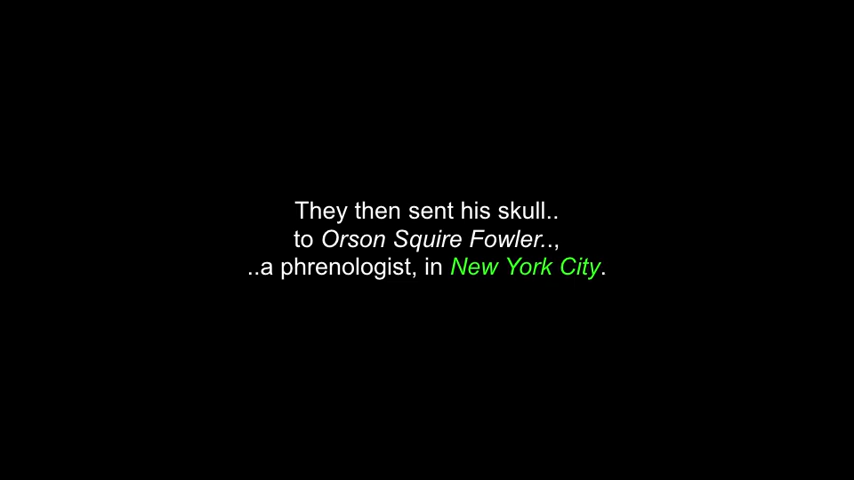 They then sent his skull..
to Orson Squire Fowler..,
..a phrenologist, in New York City.